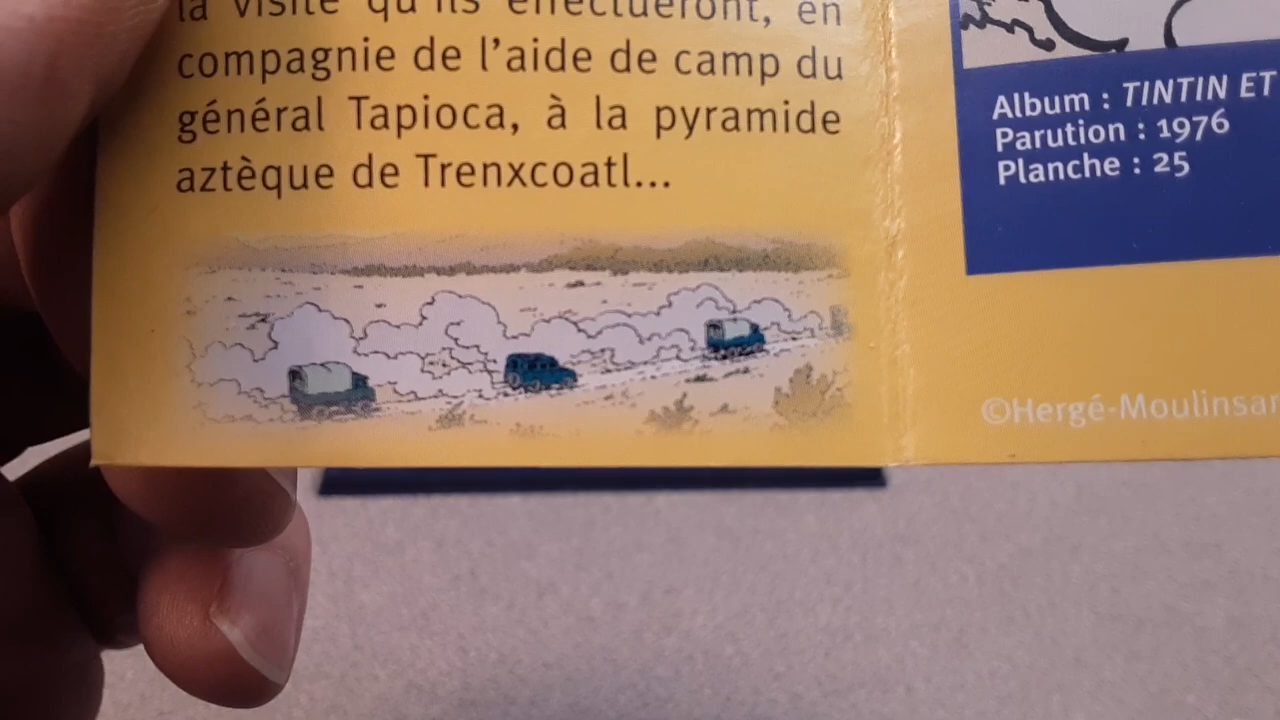 la visite qu'ils effectueront, en
compagnie de l'aide de camp du
général Tapioca, à la pyramide
aztèque de Trenxcoatl...
Album : TINTIN ET
Parution : 1976
Planche : 25
©Hergé-Moulinsar